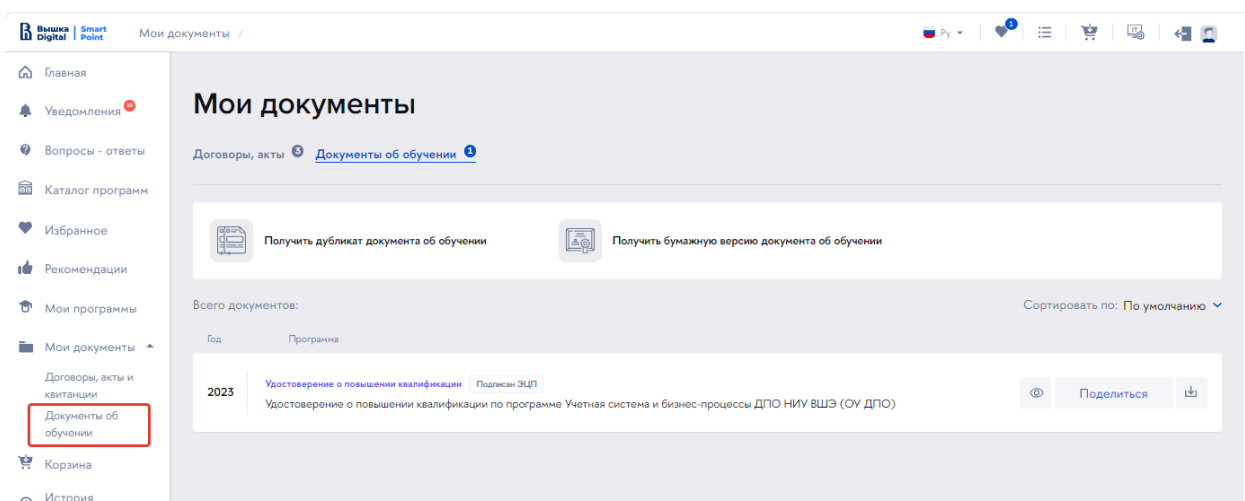 Вышка | Smart
Digital | Point
Мои документы /
Ру
1
Главная
Уведомления
Вопросы - ответы
Каталог программ
Избранное
Рекомендации
Мои программы
Мои документы
Договоры, акты и
квитанции
Документы об
обучении
Корзина
История
Мои документы
Договоры, акты 3 Документы об обучении 1
Получить дубликат документа об обучении
Получить бумажную версию документа об обучении
Всего документов:
Сортировать по: По умолчанию
Год Программа
2023
Удостоверение о повышении квалификации Подписан ЭЦП
Удостоверение о повышении квалификации по программе Учетная система и бизнес-процессы ДПО НИУ ВШЭ (ОУ ДПО)
Поделиться